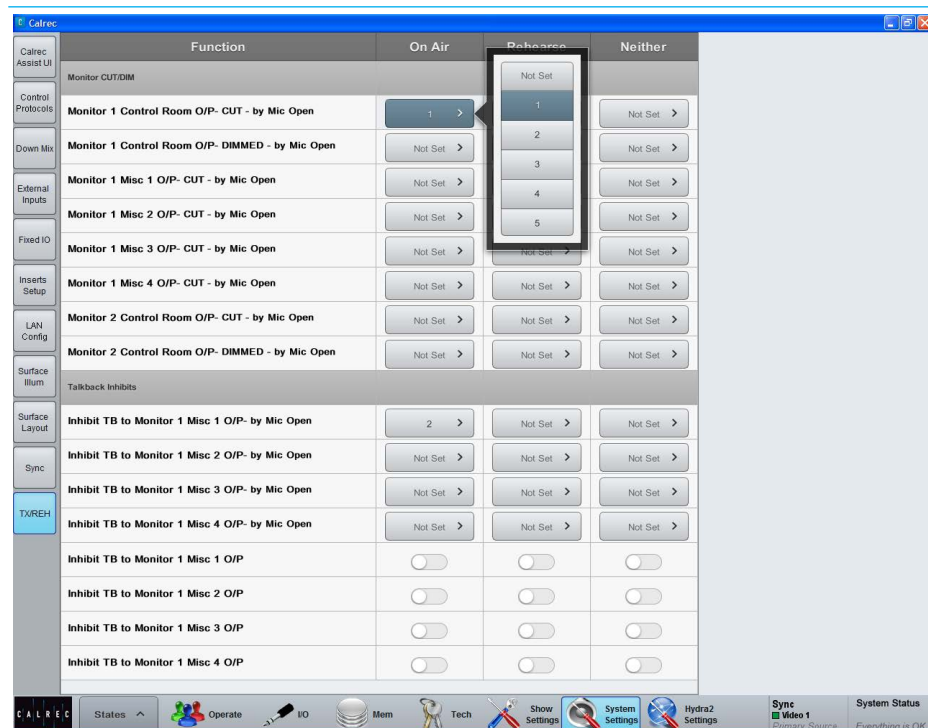 Calrec
Function On Air Rehearse Neither
Calrec Assist UI
Control Protocols
Down Mix
External Inputs
Fixed IO
Inserts Setup
LAN Config
Surface Illum
Surface Layout
Sync
TX/REH
Monitor CUT/DIM
Monitor 1 Control Room O/P- CUT - by Mic Open 1 Not Set
Monitor 1 Control Room O/P- DIMMED - by Mic Open Not Set Not Set
Monitor 1 Misc 1 O/P- CUT - by Mic Open Not Set Not Set
Monitor 1 Misc 2 O/P- CUT - by Mic Open Not Set Not Set
Monitor 1 Misc 3 O/P- CUT - by Mic Open Not Set Not Set Not Set
Monitor 1 Misc 4 O/P- CUT - by Mic Open Not Set Not Set Not Set
Monitor 2 Control Room O/P- CUT - by Mic Open Not Set Not Set Not Set
Monitor 2 Control Room O/P- DIMMED - by Mic Open Not Set Not Set Not Set
Not Set
1
2
3
4
5
Talkback Inhibits
Inhibit TB to Monitor 1 Misc 1 O/P- by Mic Open 2 Not Set Not Set
Inhibit TB to Monitor 1 Misc 2 O/P- by Mic Open Not Set Not Set Not Set
Inhibit TB to Monitor 1 Misc 3 O/P- by Mic Open Not Set Not Set Not Set
Inhibit TB to Monitor 1 Misc 4 O/P- by Mic Open Not Set Not Set Not Set
Inhibit TB to Monitor 1 Misc 1 O/P
Inhibit TB to Monitor 1 Misc 2 O/P
Inhibit TB to Monitor 1 Misc 3 O/P
Inhibit TB to Monitor 1 Misc 4 O/P
CALREC States Operate I/O Mem Tech Show Settings System Settings Hydra2 Settings
Sync
Video 1
Primary Source
System Status
Everything is OK